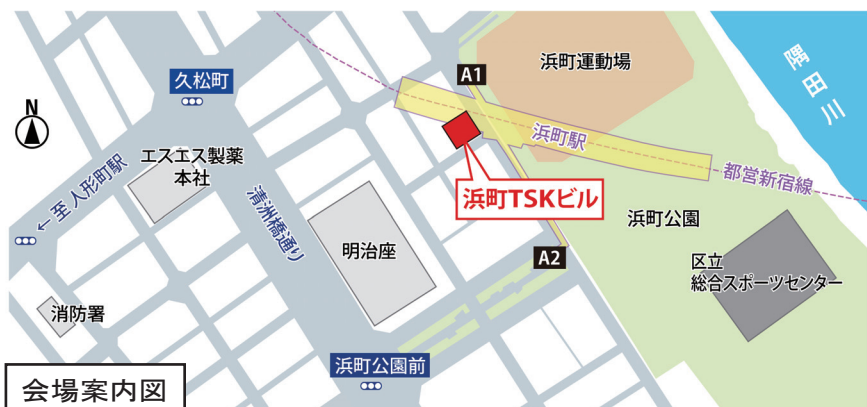 久松町
N
エスエス製薬
本社
← 至 人形町駅
清洲橋通り
消防署
明治座
浜町公園前
A1
浜町運動場
浜町駅
都営新宿線
隅田川
浜町TSKビル
浜町公園
A2
区立
総合スポーツセンター
会場案内図